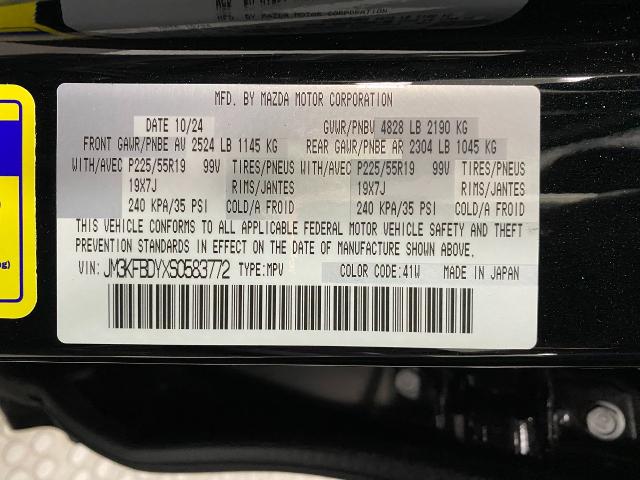 MFD. BY MAZDA MOTOR CORPORATION
DATE 10/24 GVWR/PNBV 4828 LB 2190 KG
FRONT GAWR/PNBE AV 2524 LB 1145 KG REAR GAWR/PNBE AR 2304 LB 1045 KG
WITH/AVEC P225/55R19 99V TIRES/PNEUS WITH/AVEC P225/55R19 99V TIRES/PNEUS
19X7J RIMS/JANTES 19X7J RIMS/JANTES
240 KPA/35 PSI COLD/A FROID 240 KPA/35 PSI COLD/A FROID
THIS VEHICLE CONFORMS TO ALL APPLICABLE FEDERAL MOTOR VEHICLE SAFETY AND THEFT
PREVENTION STANDARDS IN EFFECT ON THE DATE OF MANUFACTURE SHOWN ABOVE.
VIN: JM3KFBDYXS0583772 TYPE:MPV COLOR CODE:41W MADE IN JAPAN